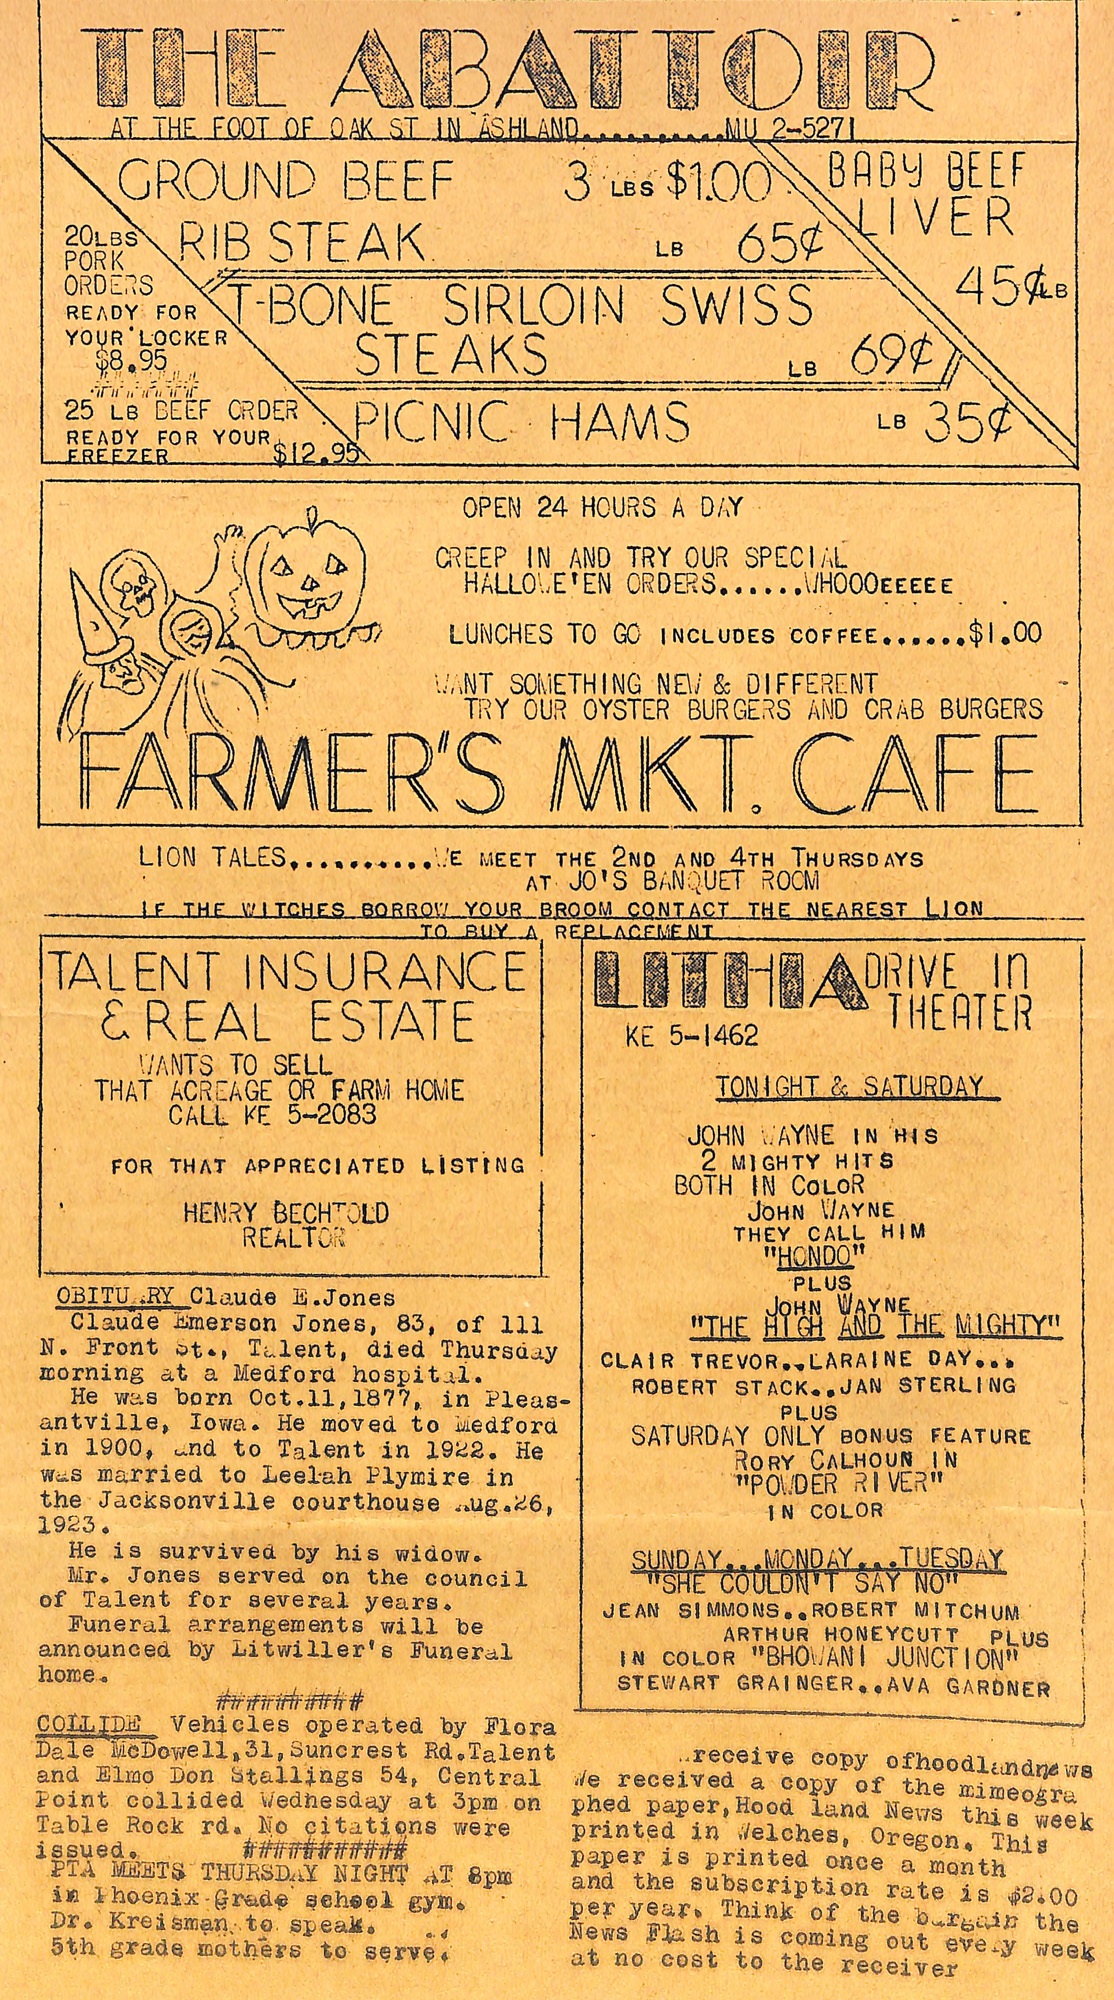 THE ABATTOIR
AT THE FOOT OF OAK ST IN ASHLAND..........MU 2-5271
GROUND BEEF 3 LBS $1.00
RIB STEAK LB 65¢
T-BONE SIRLOIN SWISS
STEAKS LB 69¢
PICNIC HAMS LB 35¢
BABY BEEF
LIVER
45¢LB
20LBS
PORK
ORDERS
READY FOR
YOUR LOCKER
$8.95
#######
25 LB BEEF ORDER
READY FOR YOUR
FREEZER $12.95
OPEN 24 HOURS A DAY
CREEP IN AND TRY OUR SPECIAL
HALLOWE'EN ORDERS......WHOOOEEEEE
LUNCHES TO GO INCLUDES COFFEE......$1.00
WANT SOMETHING NEW & DIFFERENT
TRY OUR OYSTER BURGERS AND CRAB BURGERS
FARMER'S MKT. CAFE
LION TALES..........WE MEET THE 2ND AND 4TH THURSDAYS
AT JO'S BANQUET ROOM
IF THE WITCHES BORROW YOUR BROOM CONTACT THE NEAREST LION
TO BUY A REPLACEMENT
TALENT INSURANCE
& REAL ESTATE
WANTS TO SELL
THAT ACREAGE OR FARM HOME
CALL KE 5-2083
FOR THAT APPRECIATED LISTING
HENRY BECHTOLD
REALTOR
OBITUARY Claude E.Jones
Claude Emerson Jones, 83, of 111
N. Front St., Talent, died Thursday
morning at a Medford hospital.
He was born Oct.11,1877, in Pleas-
antville, Iowa. He moved to Medford
in 1900, and to Talent in 1922. He
was married to Leelah Plymire in
the Jacksonville courthouse Aug.26,
1923.
He is survived by his widow.
Mr. Jones served on the council
of Talent for several years.
Funeral arrangements will be
announced by Litwiller's Funeral
home.
#########
COLLIDE Vehicles operated by Flora
Dale McDowell,31,Suncrest Rd.Talent
and Elmo Don Stallings 54, Central
Point collided Wednesday at 3pm on
Table Rock rd. No citations were
issued. ##########
PTA MEETS THURSDAY NIGHT AT 8pm
in Phoenix Grade school gym.
Dr. Kreisman to speak.
5th grade mothers to serve.
LITHIA DRIVE IN
THEATER
KE 5-1462
TONIGHT & SATURDAY
JOHN WAYNE IN HIS
2 MIGHTY HITS
BOTH IN COLOR
JOHN WAYNE
THEY CALL HIM
"HONDO"
PLUS
JOHN WAYNE
"THE HIGH AND THE MIGHTY"
CLAIR TREVOR..LARAINE DAY...
ROBERT STACK..JAN STERLING
PLUS
SATURDAY ONLY BONUS FEATURE
RORY CALHOUN IN
"POWDER RIVER"
IN COLOR
SUNDAY...MONDAY...TUESDAY
"SHE COULDN'T SAY NO"
JEAN SIMMONS..ROBERT MITCHUM
ARTHUR HONEYCUTT PLUS
IN COLOR "BHOWANI JUNCTION"
STEWART GRAINGER..AVA GARDNER
receive copy ofhoodlandnews
We received a copy of the mimeogra
phed paper,Hood land News this week
printed in Welches, Oregon. This
paper is printed once a month
and the subscription rate is $2.00
per year. Think of the bargain the
News Flash is coming out every week
at no cost to the receiver